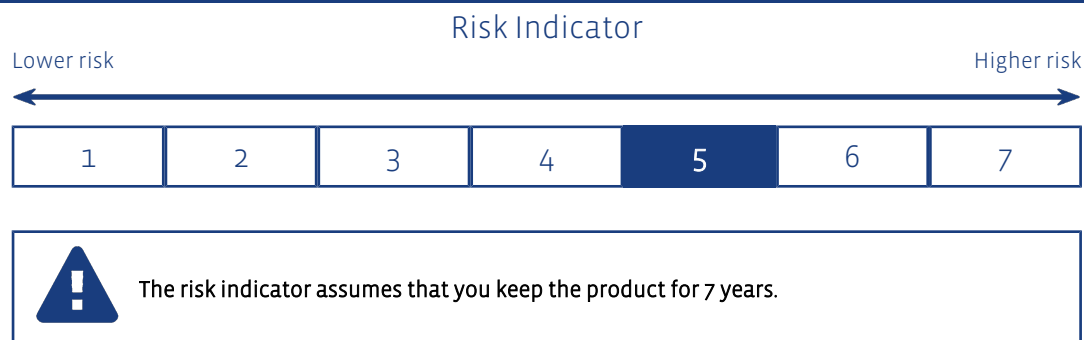 Risk Indicator
Lower risk Higher risk
1 2 3 4 5 6 7
The risk indicator assumes that you keep the product for 7 years.